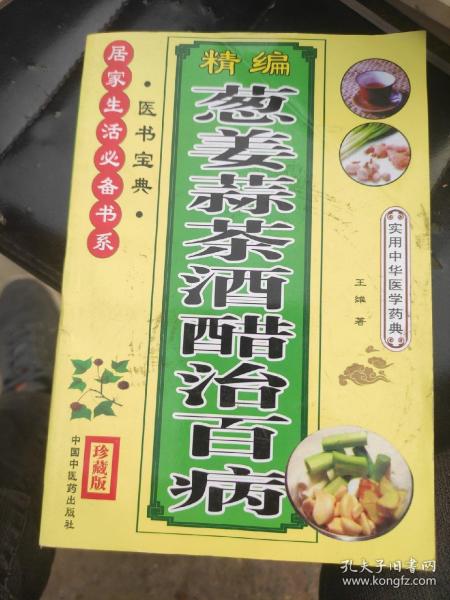 居家生活必备书系
·医书宝典·
精编
葱姜蒜茶酒醋治百病
实用中华医学药典
王雄 著
珍藏版
中国中医药出版社
孔夫子旧书网
www.kongfz.com